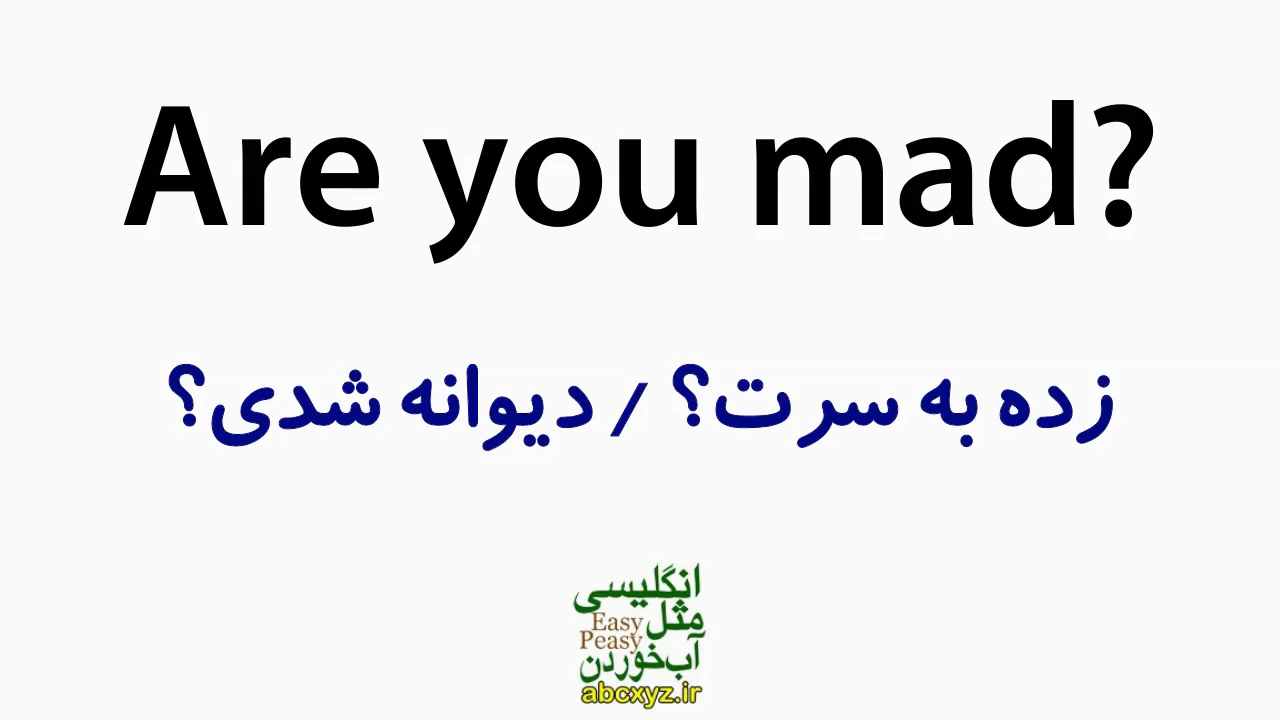 Are you mad?
زده به سرت؟ / دیوانه شدی؟
انگلیسی
مثل
Easy
Peasy
آب‌خوردن
abcxyz.ir